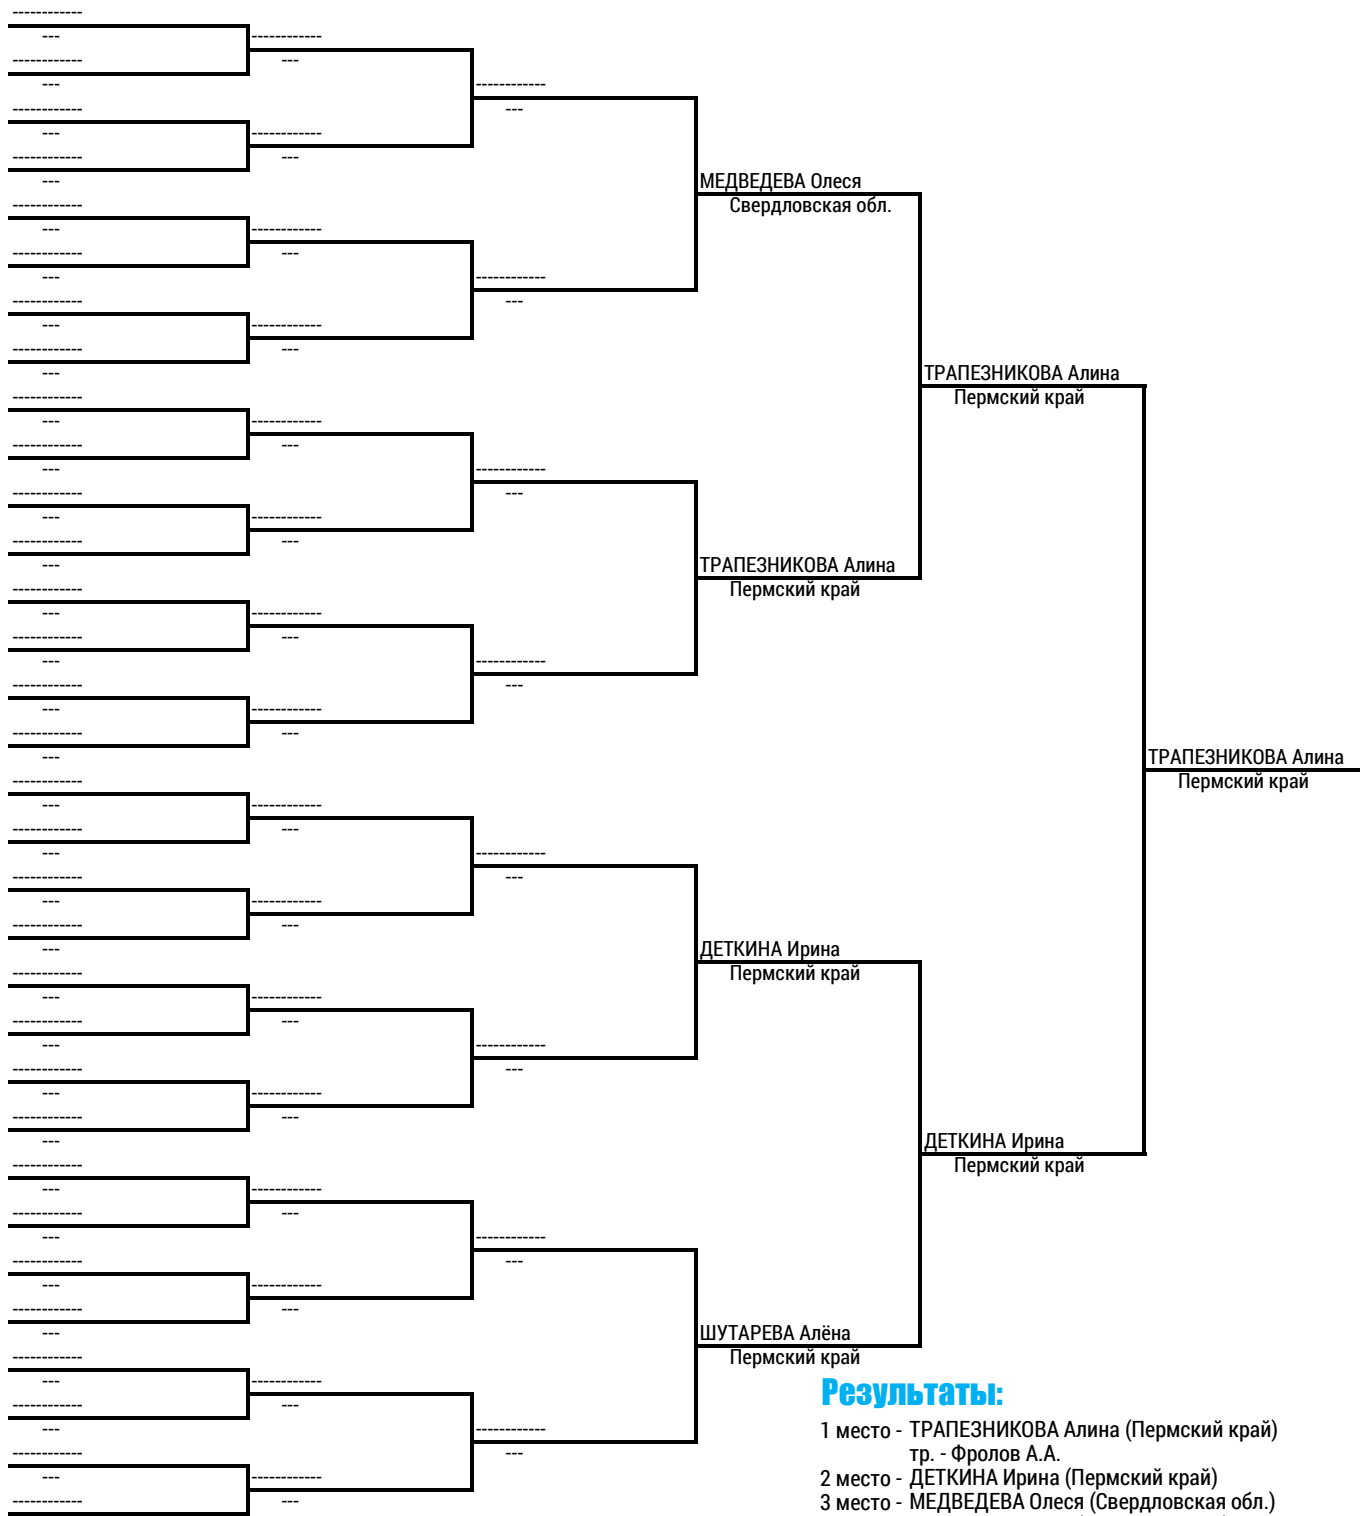 МЕДВЕДЕВА Олеся
Свердловская обл.
ТРАПЕЗНИКОВА Алина
Пермский край
ТРАПЕЗНИКОВА Алина
Пермский край
ТРАПЕЗНИКОВА Алина
Пермский край
ДЕТКИНА Ирина
Пермский край
ДЕТКИНА Ирина
Пермский край
ШУТАРЕВА Алёна
Пермский край
Результаты:
1 место - ТРАПЕЗНИКОВА Алина (Пермский край)
тр. - Фролов А.А.
2 место - ДЕТКИНА Ирина (Пермский край)
3 место - МЕДВЕДЕВА Олеся (Свердловская обл.)